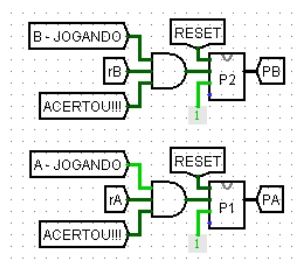 B - JOGANDO
RESET
rB
P2
PB
ACERTOU!!!
1
A - JOGANDO
RESET
rA
P1
PA
ACERTOU!!!
1